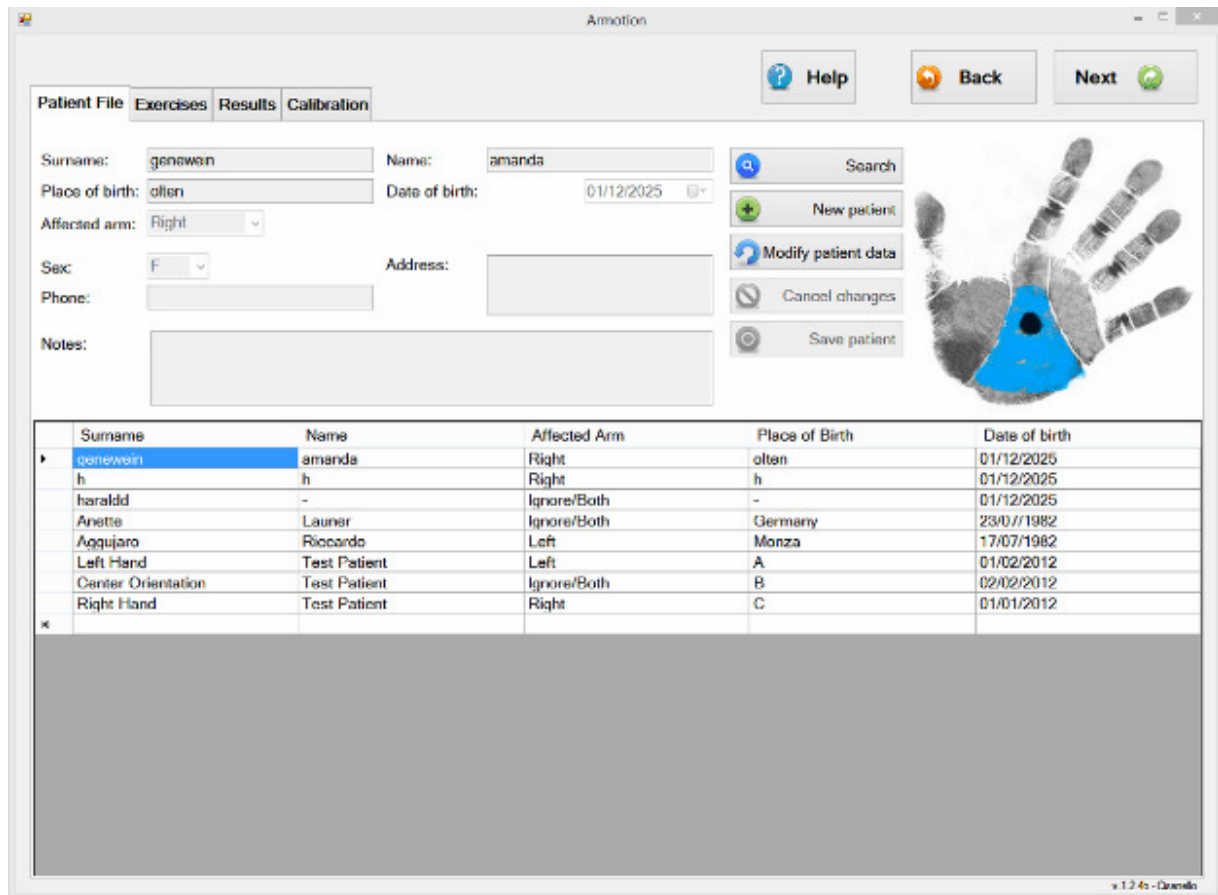 Armotion
Help Back Next
Patient File Exercises Results Calibration
Surname: genewein Name: amanda Search
Place of birth: olten Date of birth: 01/12/2025
New patient
Affected arm: Right
Modify patient data
Sex: F Address:
Phone: Cancel changes
Notes: Save patient
Surname Name Affected Arm Place of Birth Date of birth
genewein amanda Right olten 01/12/2025
h h Right h 01/12/2025
haraldd - Ignore/Both - 01/12/2025
Anette Launer Ignore/Both Germany 23/07/1982
Aggujaro Riccardo Left Monza 17/07/1982
Left Hand Test Patient Left A 01/02/2012
Center Orientation Test Patient Ignore/Both B 02/02/2012
Right Hand Test Patient Right C 01/01/2012